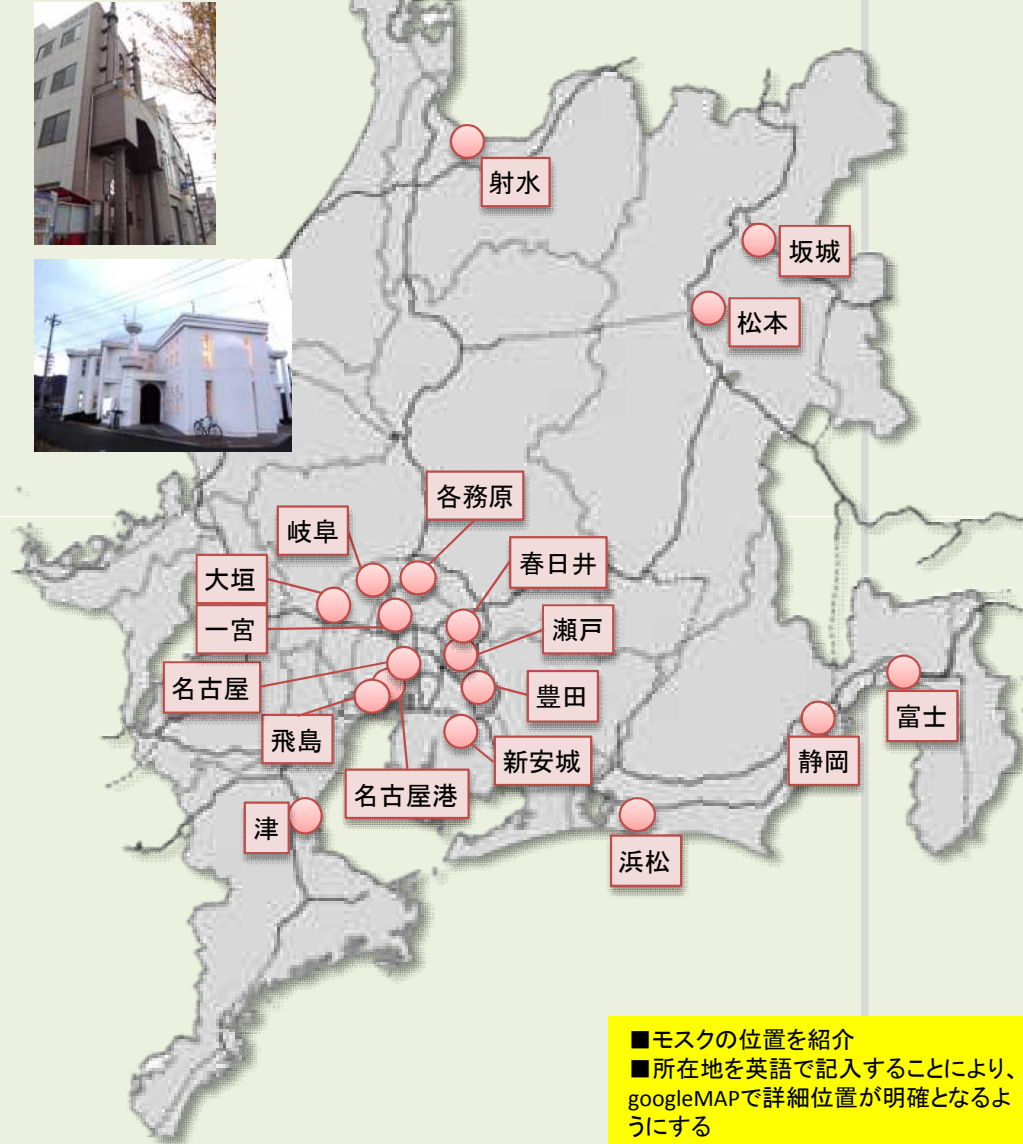 射水
坂城
松本
各務原
岐阜
春日井
大垣
一宮
瀬戸
名古屋
豊田
飛島
新安城
名古屋港
富士
静岡
津
浜松
■モスクの位置を紹介
■所在地を英語で記入することにより、
googleMAPで詳細位置が明確となるよ
うにする